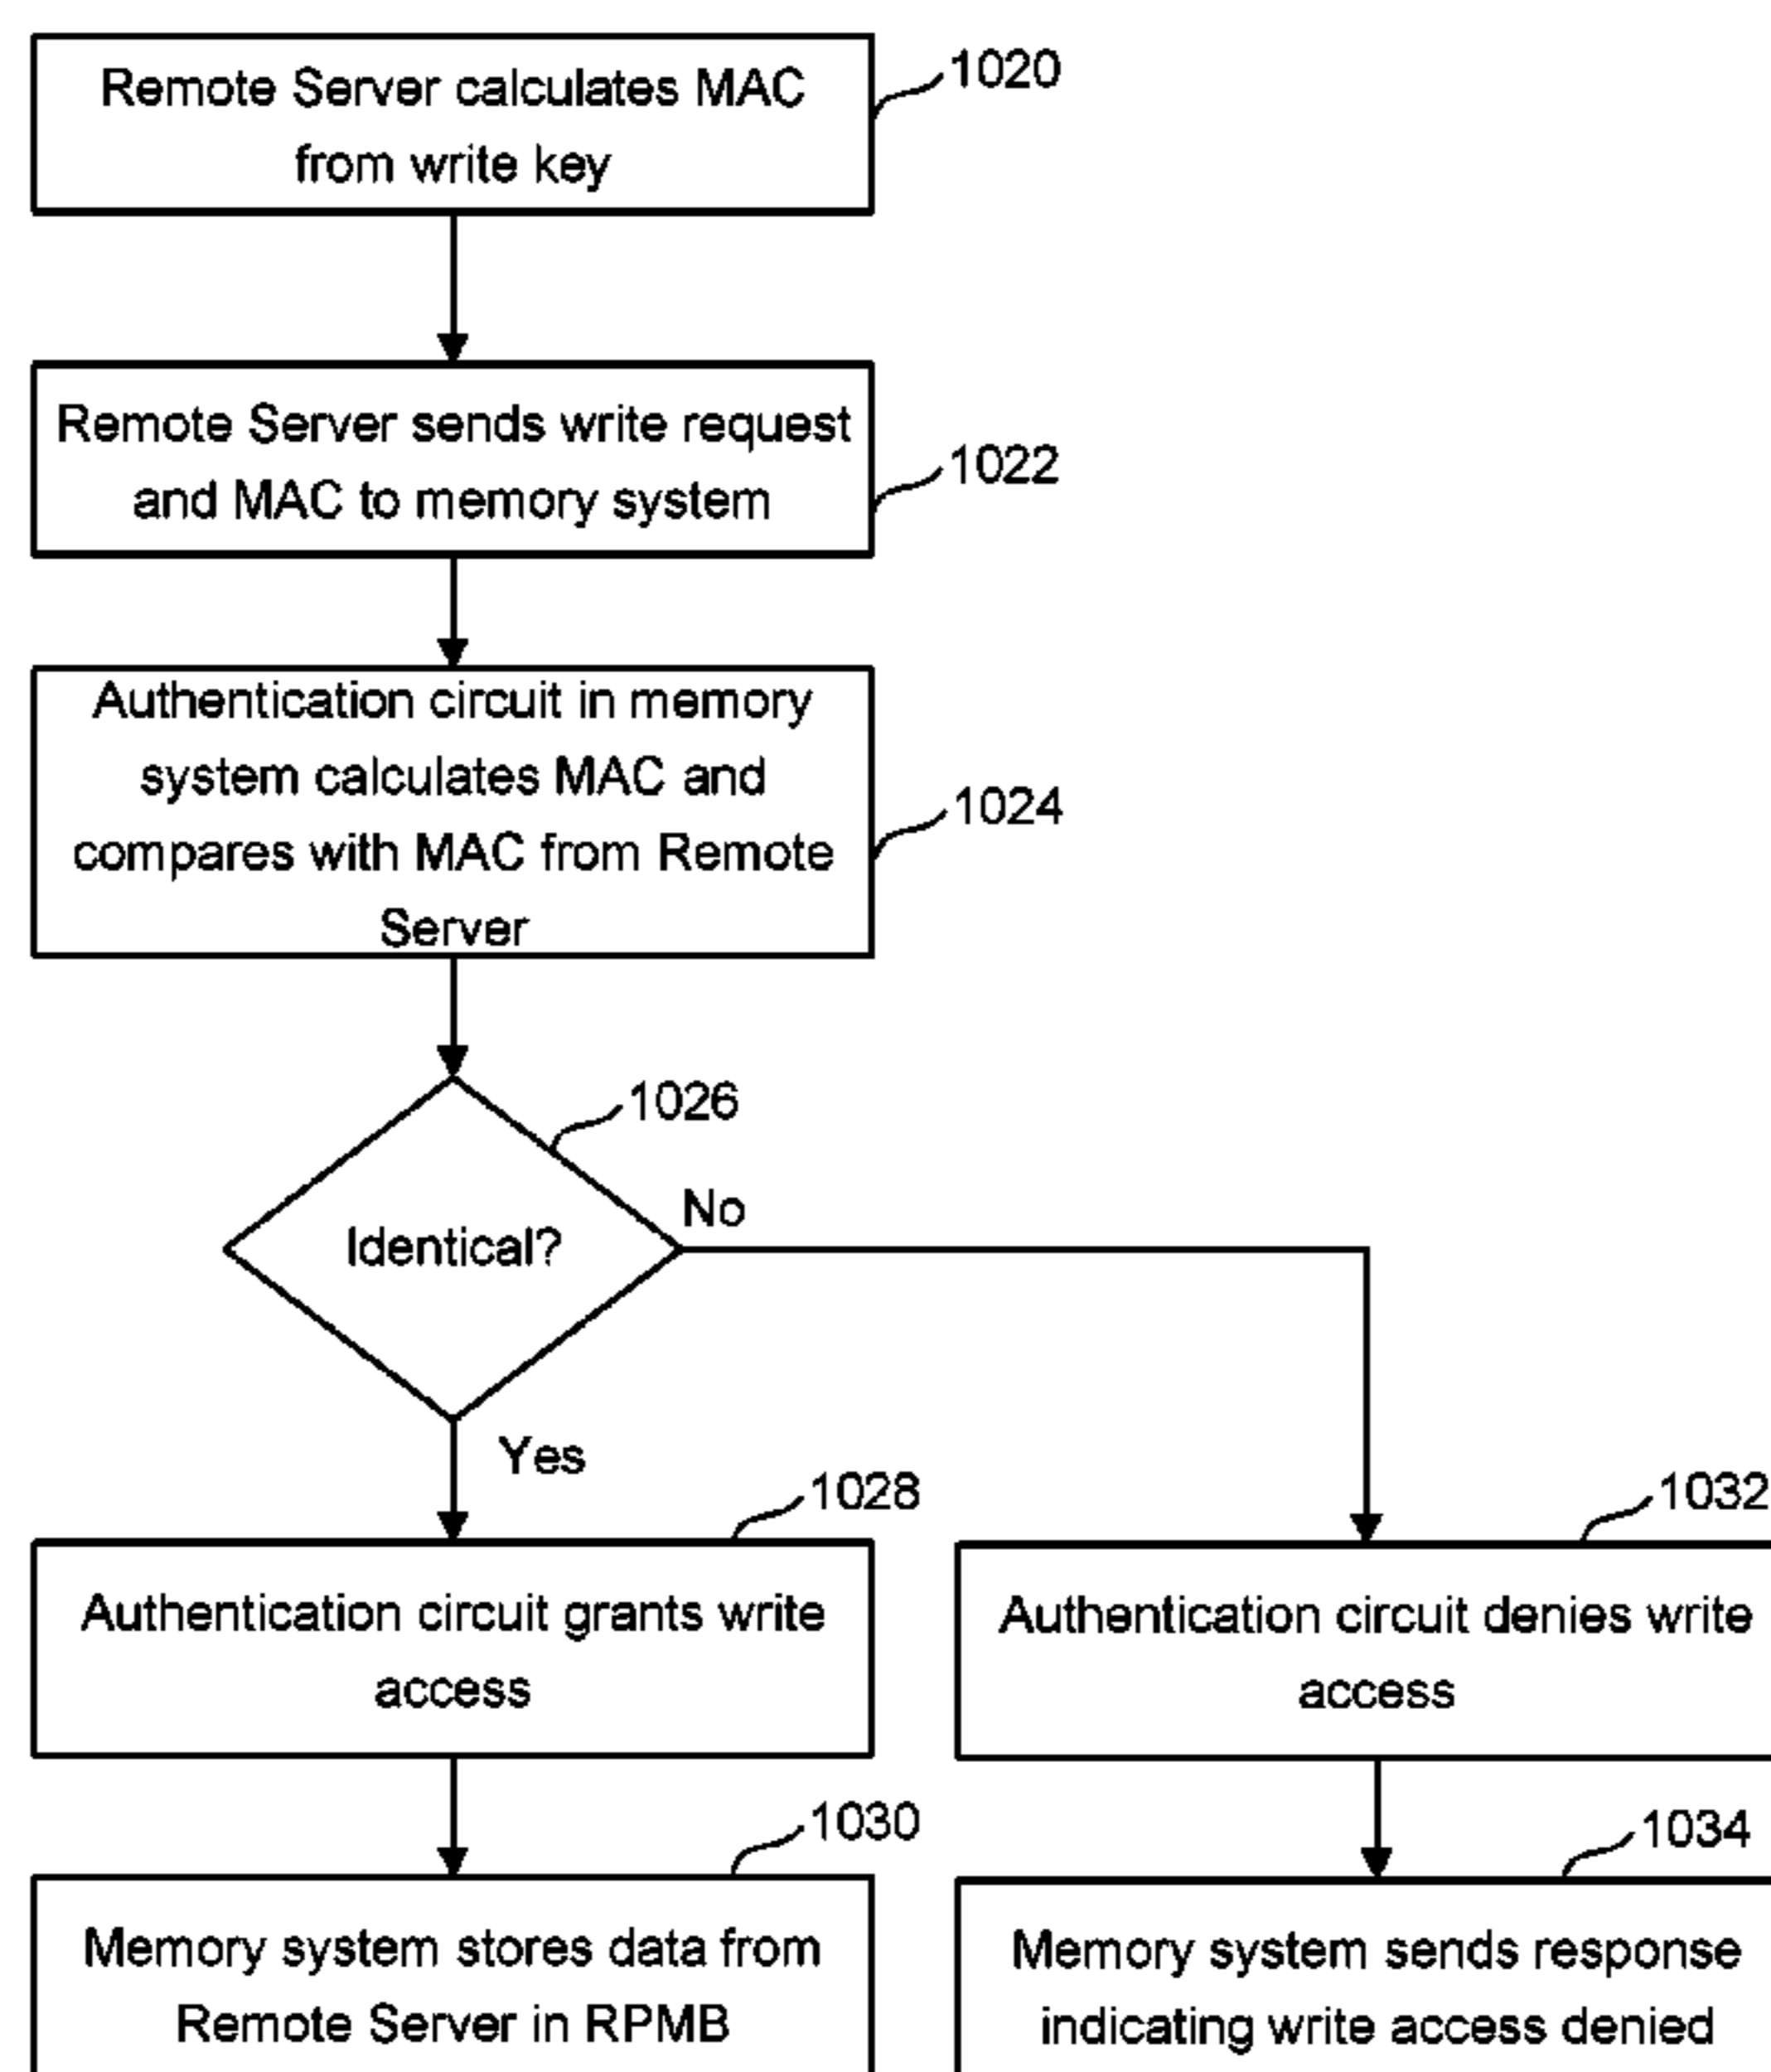 Remote Server calculates MAC
from write key
1020
Remote Server sends write request
and MAC to memory system
1022
Authentication circuit in memory
system calculates MAC and
compares with MAC from Remote
Server
1024
1026
Identical?
No
Yes
1028
Authentication circuit grants write
access
1032
Authentication circuit denies write
access
1030
Memory system stores data from
Remote Server in RPMB
1034
Memory system sends response
indicating write access denied